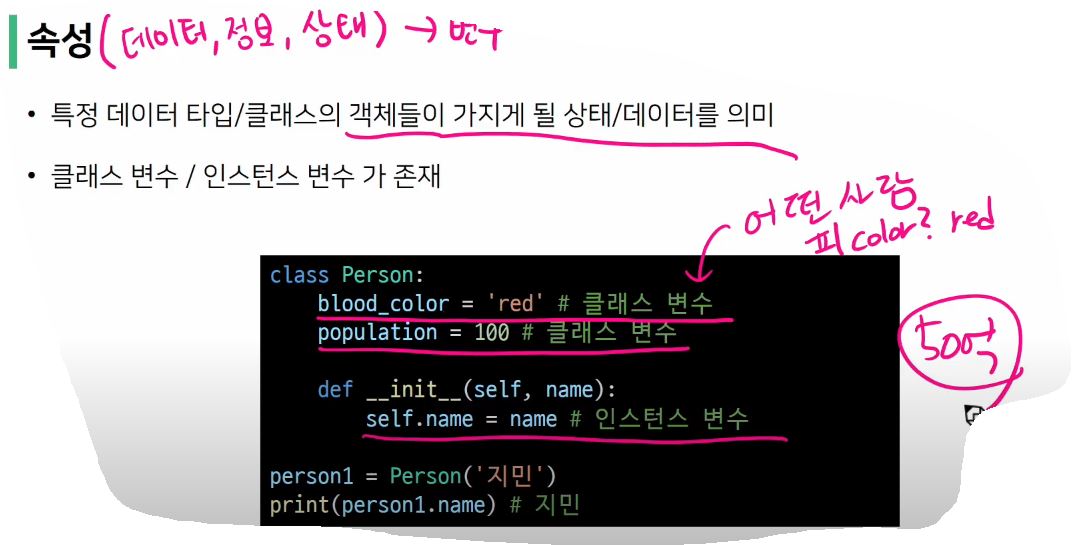 속성(데이터,정보,상태) → 변수
• 특정 데이터 타입/클래스의 객체들이 가지게 될 상태/데이터를 의미
• 클래스 변수 / 인스턴스 변수 가 존재
어떤 사람
피 color? red
class Person:
    blood_color = 'red' # 클래스 변수
    population = 100 # 클래스 변수
50억
    def __init__(self, name):
        self.name = name # 인스턴스 변수
person1 = Person('지민')
print(person1.name) # 지민